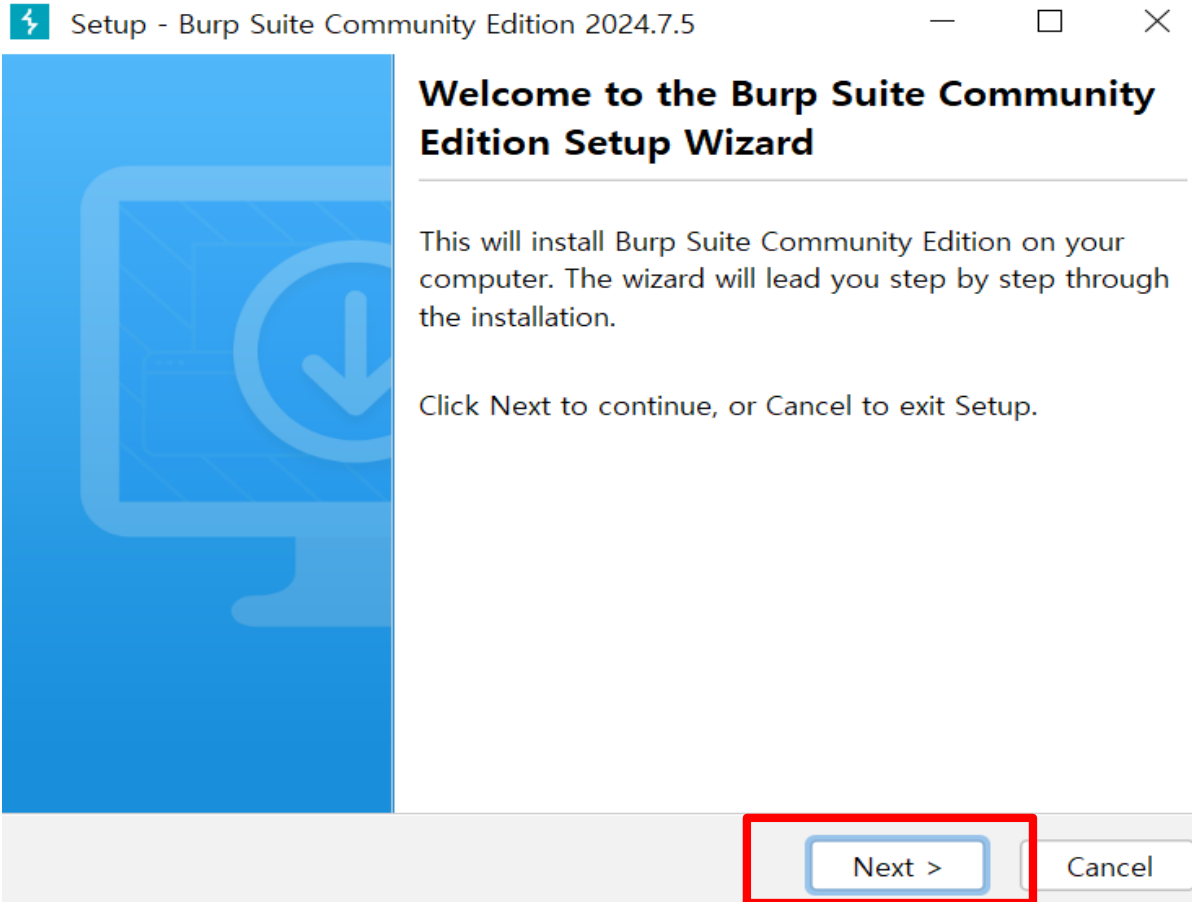 Setup - Burp Suite Community Edition 2024.7.5
Welcome to the Burp Suite Community
Edition Setup Wizard
This will install Burp Suite Community Edition on your
computer. The wizard will lead you step by step through
the installation.
Click Next to continue, or Cancel to exit Setup.
Next >
Cancel